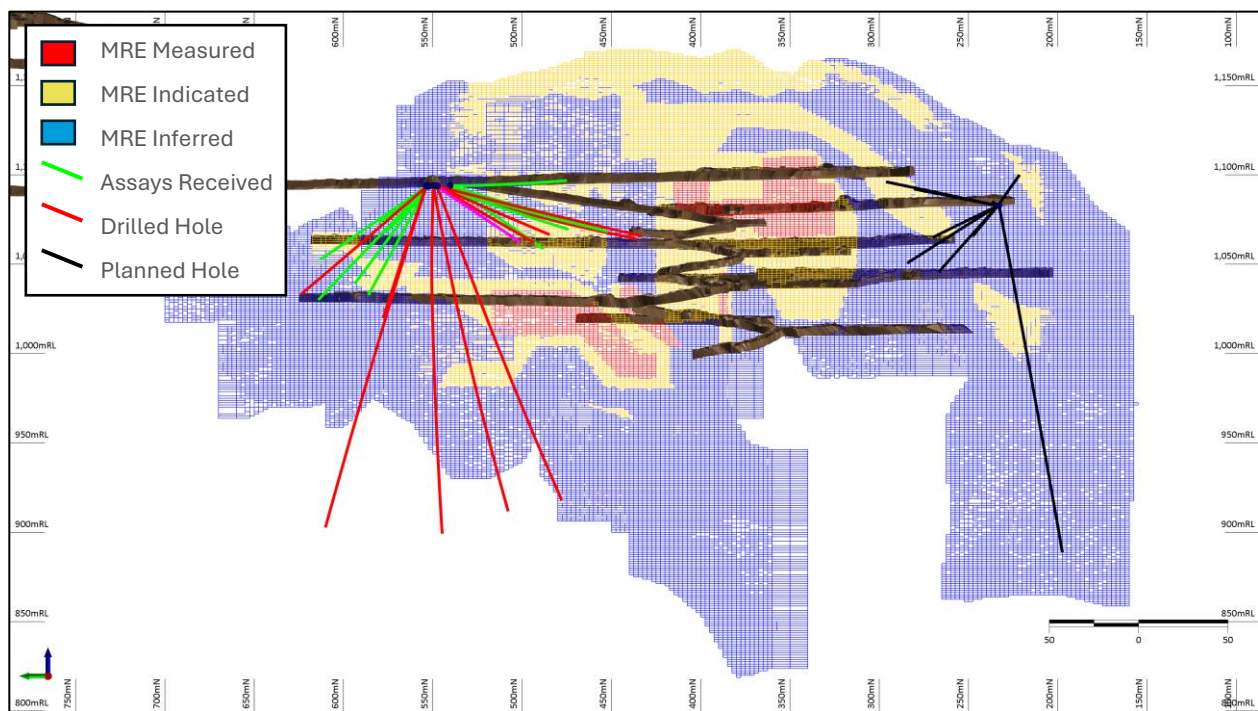 600mN 550mN 500mN 450mN 400mN 350mN 300mN 250mN 200mN 100mN
MRE Measured
MRE Indicated
MRE Inferred
Assays Received
Drilled Hole
Planned Hole
1,150mRL
1,100mRL
1,050mRL
1,000mRL 1,000mRL
950mRL 950mRL
900mRL 900mRL
850mRL 850mRL
50 0 50
800mRL 750mN 700mN 650mN 600mN 550mN 500mN 450mN 400mN 350mN 300mN 250mN 200mN 150mN 100mN